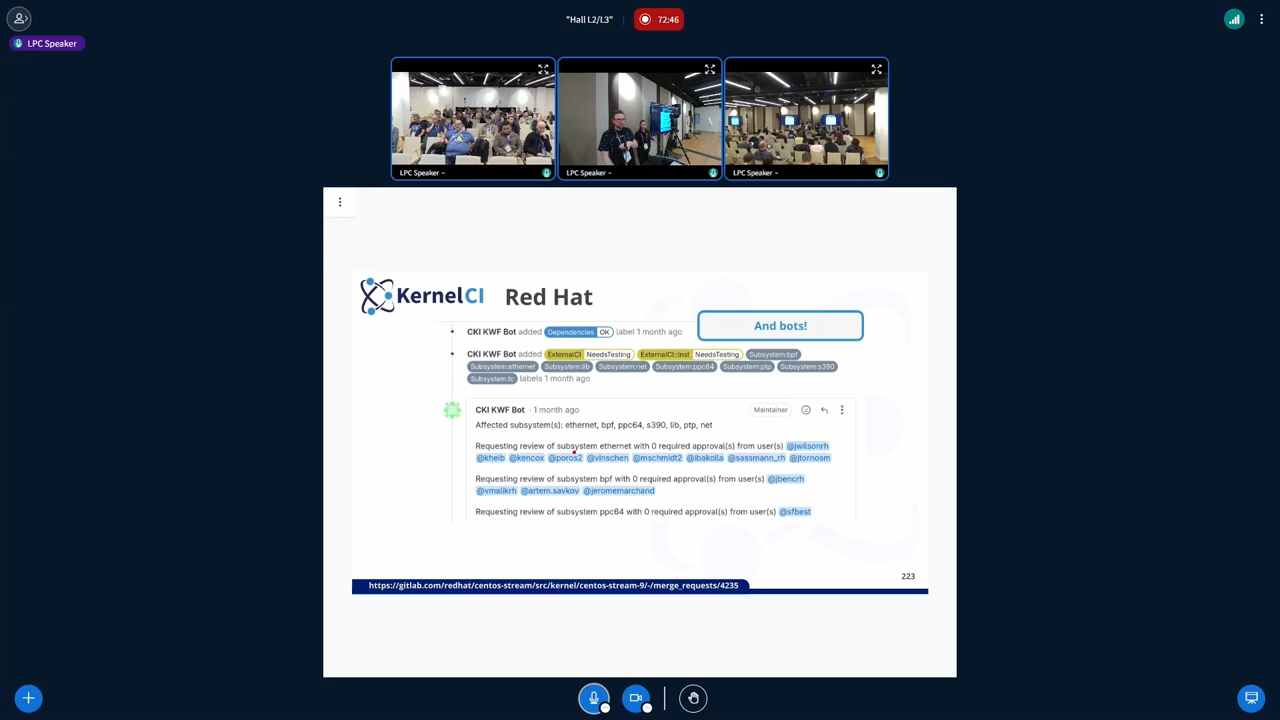 "Hall L2/L3"
72:46
LPC Speaker
LPC Speaker
LPC Speaker
LPC Speaker
KernelCI
Red Hat
And bots!
CKI KWF Bot added Dependencies OK label 1 month ago
CKI KWF Bot added ExternalCI NeedsTesting ExternalCI::lnst NeedsTesting Subsystem:bpf
Subsystem:ethernet Subsystem:lib Subsystem:net Subsystem:ppc64 Subsystem:ptp Subsystem:s390
Subsystem:tc labels 1 month ago
CKI KWF Bot · 1 month ago
Maintainer
Affected subsystem(s): ethernet, bpf, ppc64, s390, lib, ptp, net
Requesting review of subsystem ethernet with 0 required approval(s) from user(s) @jwilsonrh
@kheib @kencox @poros2 @vinschen @mschmidt2 @ibakolla @sassmann_rh @jtornosm
Requesting review of subsystem bpf with 0 required approval(s) from user(s) @jbencrh
@vmalikrh @artem.savkov @jeromemarchand
Requesting review of subsystem ppc64 with 0 required approval(s) from user(s) @sfbest
223
https://gitlab.com/redhat/centos-stream/src/kernel/centos-stream-9/-/merge_requests/4235